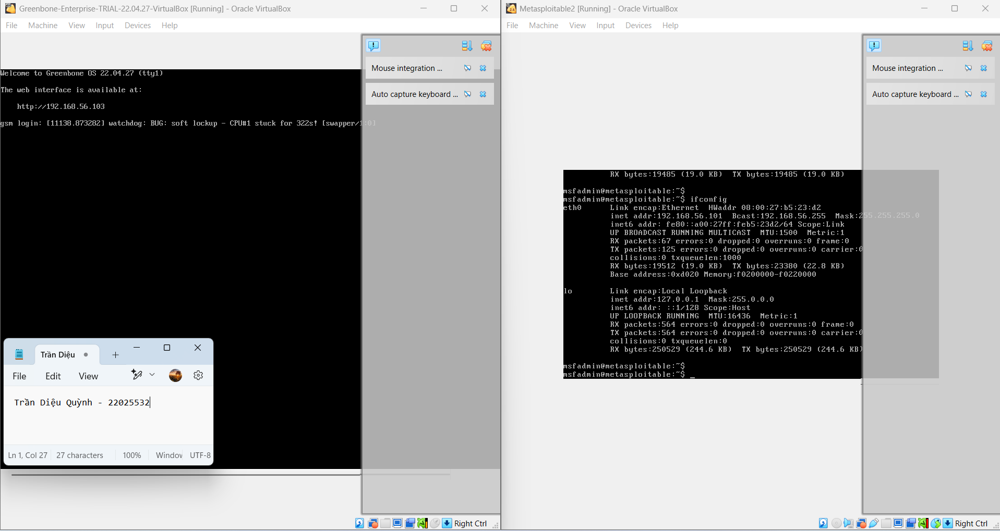 Greenbone-Enterprise-TRIAL-22.04.27-VirtualBox [Running] - Oracle VirtualBox
File Machine View Input Devices Help
Mouse integration ...
Auto capture keyboard ...
Welcome to Greenbone OS 22.04.27 (tty1)
The web interface is available at:
http://192.168.56.103
gsm login: [11138.873282] watchdog: BUG: soft lockup - CPU#1 stuck for 322s! [swapper/1:0]
Trần Diệu
File Edit View
Trần Diệu Quỳnh - 22025532
Ln 1, Col 27 27 characters 100% Window UTF-8
Right Ctrl
Metasploitable2 [Running] - Oracle VirtualBox
File Machine View Input Devices Help
Mouse integration ...
Auto capture keyboard ...
RX bytes:19485 (19.0 KB) TX bytes:19485 (19.0 KB)
msfadmin@metasploitable:~$
msfadmin@metasploitable:~$ ifconfig
eth0 Link encap:Ethernet HWaddr 08:00:27:b5:23:d2
inet addr:192.168.56.101 Bcast:192.168.56.255 Mask:255.255.255.0
inet6 addr: fe80::a00:27ff:feb5:23d2/64 Scope:Link
UP BROADCAST RUNNING MULTICAST MTU:1500 Metric:1
RX packets:67 errors:0 dropped:0 overruns:0 frame:0
TX packets:125 errors:0 dropped:0 overruns:0 carrier:0
collisions:0 txqueuelen:1000
RX bytes:19512 (19.0 KB) TX bytes:23380 (22.8 KB)
Base address:0xd020 Memory:f0200000-f0220000
lo Link encap:Local Loopback
inet addr:127.0.0.1 Mask:255.0.0.0
inet6 addr: ::1/128 Scope:Host
UP LOOPBACK RUNNING MTU:16436 Metric:1
RX packets:564 errors:0 dropped:0 overruns:0 frame:0
TX packets:564 errors:0 dropped:0 overruns:0 carrier:0
collisions:0 txqueuelen:0
RX bytes:250529 (244.6 KB) TX bytes:250529 (244.6 KB)
msfadmin@metasploitable:~$
msfadmin@metasploitable:~$ _
Right Ctrl